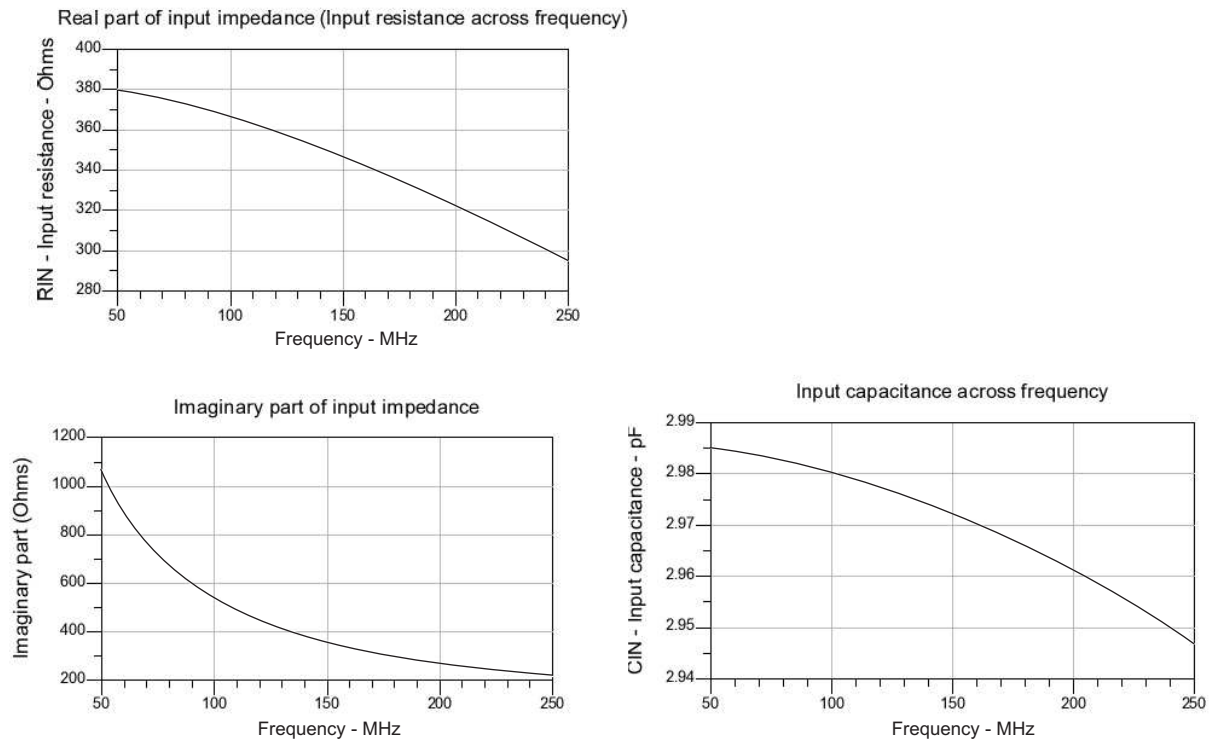 Real part of input impedance (Input resistance across frequency)
RIN - Input resistance - Ohms
400
380
360
340
320
300
280
50 100 150 200 250
Frequency - MHz
Imaginary part of input impedance
Imaginary part (Ohms)
1200
1000
800
600
400
200
50 100 150 200 250
Frequency - MHz
Input capacitance across frequency
CIN - Input capacitance - pF
2.99
2.98
2.97
2.96
2.95
2.94
50 100 150 200 250
Frequency - MHz